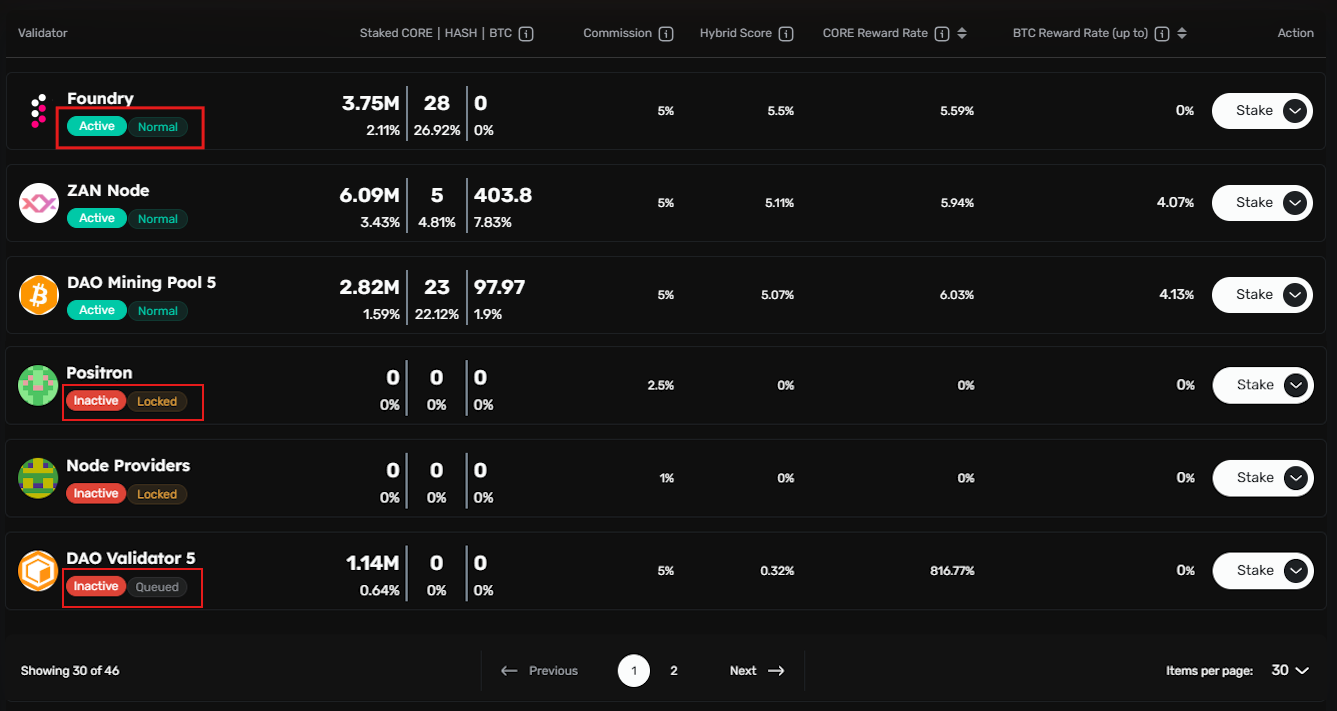 Validator Staked CORE | HASH | BTC Commission Hybrid Score CORE Reward Rate BTC Reward Rate (up to) Action
Foundry
Active Normal
3.75M 28 0
2.11% 26.92% 0%
5% 5.5% 5.59% 0% Stake
ZAN Node
Active Normal
6.09M 5 403.8
3.43% 4.81% 7.83%
5% 5.11% 5.94% 4.07% Stake
DAO Mining Pool 5
Active Normal
2.82M 23 97.97
1.59% 22.12% 1.9%
5% 5.07% 6.03% 4.13% Stake
Positron
Inactive Locked
0 0 0
0% 0% 0%
2.5% 0% 0% 0% Stake
Node Providers
Inactive Locked
0 0 0
0% 0% 0%
1% 0% 0% 0% Stake
DAO Validator 5
Inactive Queued
1.14M 0 0
0.64% 0% 0%
5% 0.32% 816.77% 0% Stake
Showing 30 of 46 Previous 1 2 Next Items per page: 30